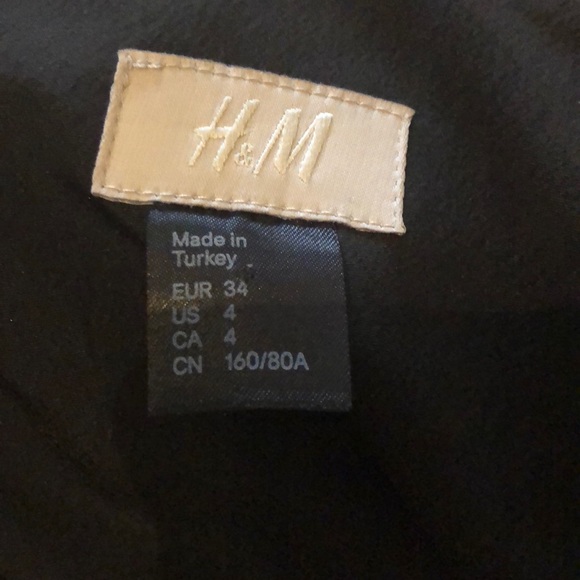 H&M
Made in
Turkey
EUR 34
US 4
CA 4
CN 160/80A